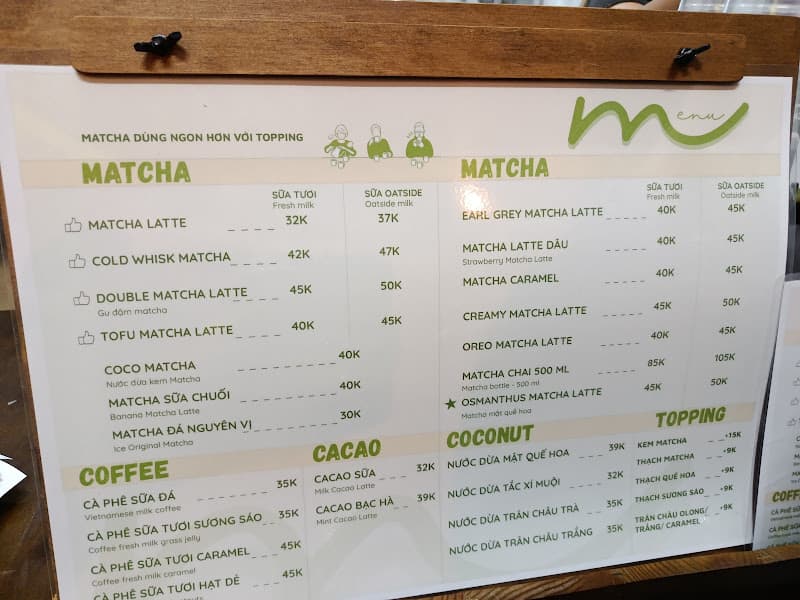 Menu
MATCHA DÙNG NGON HƠN VỚI TOPPING
MATCHA
SỮA TƯƠI SỮA OATSIDE
Fresh milk Oatside milk
MATCHA LATTE 32K 37K
COLD WHISK MATCHA 42K 47K
DOUBLE MATCHA LATTE 45K 50K
Gu đậm matcha
TOFU MATCHA LATTE 40K 45K
COCO MATCHA 40K
Nước dừa kem Matcha
MATCHA SỮA CHUỐI 40K
Banana Matcha Latte
MATCHA ĐÁ NGUYÊN VỊ 30K
Ice Original Matcha
MATCHA
SỮA TƯƠI SỮA OATSIDE
Fresh milk Oatside milk
EARL GREY MATCHA LATTE 40K 45K
MATCHA LATTE DÂU 40K 45K
Strawberry Matcha Latte
MATCHA CARAMEL 40K 45K
CREAMY MATCHA LATTE 45K 50K
OREO MATCHA LATTE 40K 45K
MATCHA CHAI 500 ML 85K 105K
Matcha bottle - 500 ml
★ OSMANTHUS MATCHA LATTE 45K 50K
Matcha mật quế hoa
COFFEE
CÀ PHÊ SỮA ĐÁ 35K
Vietnamese milk coffee
CÀ PHÊ SỮA TƯƠI SƯƠNG SÁO 35K
Coffee fresh milk grass jelly
CÀ PHÊ SỮA TƯƠI CARAMEL 45K
Coffee fresh milk caramel
CÀ PHÊ SỮA TƯƠI HẠT DẺ 45K
CACAO
CACAO SỮA 32K
Milk Cacao Latte
CACAO BẠC HÀ 39K
Mint Cacao Latte
COCONUT
NƯỚC DỪA MẬT QUẾ HOA 39K
NƯỚC DỪA TẮC XÍ MUỘI 32K
NƯỚC DỪA TRÂN CHÂU TRÀ 35K
NƯỚC DỪA TRÂN CHÂU TRẮNG 35K
TOPPING
KEM MATCHA +15K
THẠCH MATCHA +9K
THẠCH QUẾ HOA +9K
THẠCH SƯƠNG SÁO +9K
TRÂN CHÂU OLONG/ +9K
TRẮNG/ CARAMEL